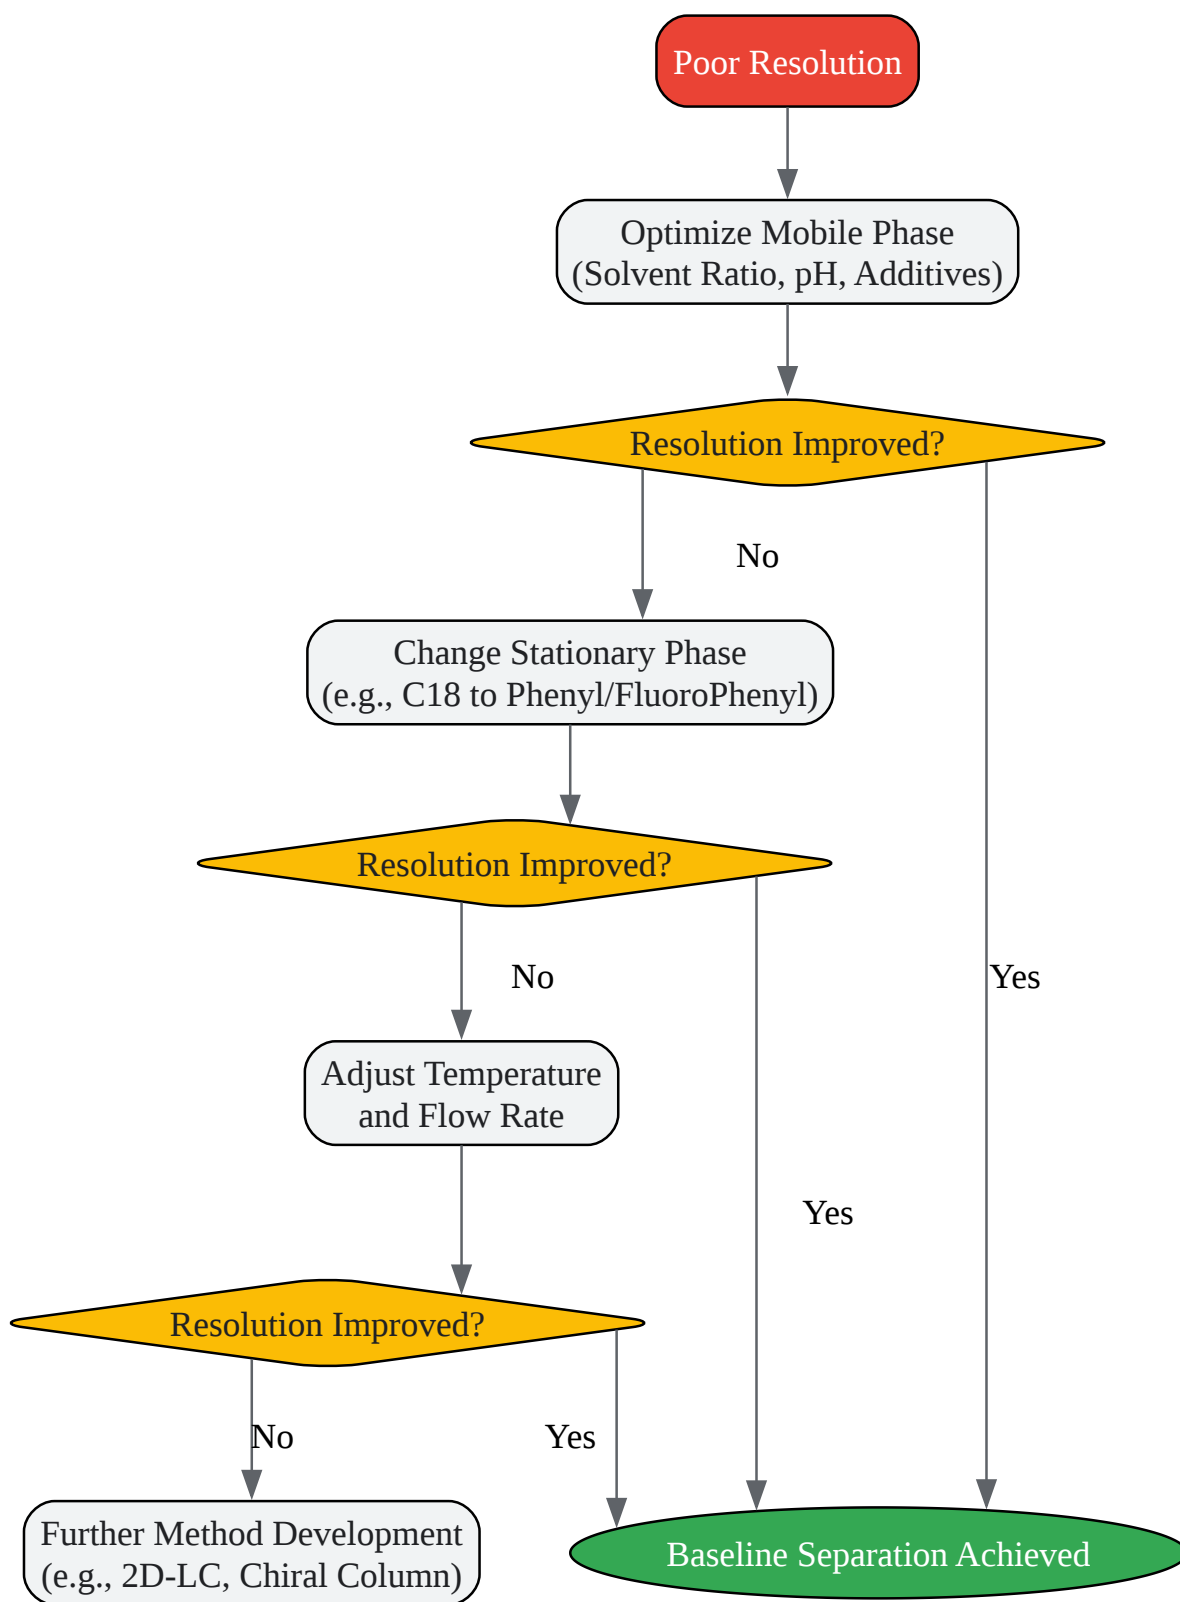 Poor Resolution
Optimize Mobile Phase
(Solvent Ratio, pH, Additives)
Resolution Improved?
No
Change Stationary Phase
(e.g., C18 to Phenyl/FluoroPhenyl)
Resolution Improved?
No
Yes
Adjust Temperature
and Flow Rate
Yes
Resolution Improved?
No
Yes
Further Method Development
(e.g., 2D-LC, Chiral Column)
Baseline Separation Achieved